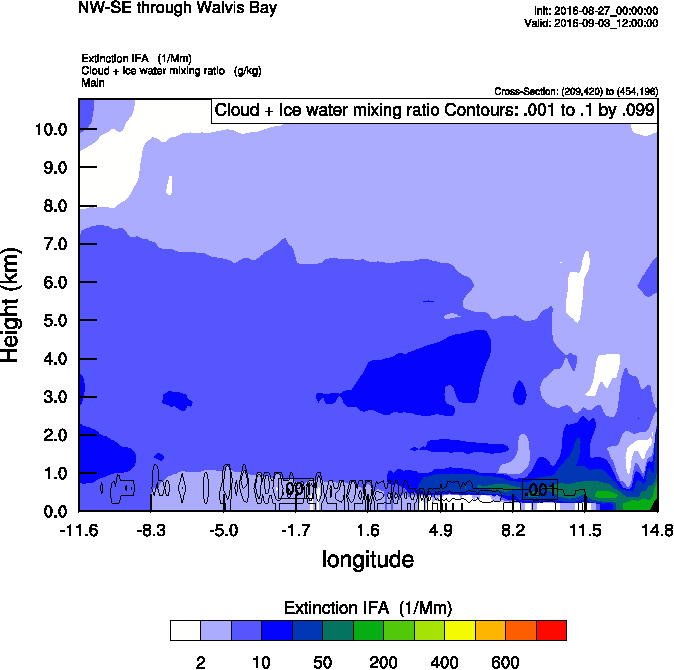 NW-SE through Walvis Bay
Init: 2016-08-27_00:00:00
Valid: 2016-09-03_12:00:00
Extinction IFA (1/Mm)
Cloud + Ice water mixing ratio (g/kg)
Main
Cross-Section: (209,420) to (454,196)
Cloud + Ice water mixing ratio Contours: .001 to .1 by .099
10.0
9.0
8.0
7.0
6.0
5.0
4.0
3.0
2.0
1.0
0.0
Height (km)
.001 .001
-11.6 -8.3 -5.0 -1.7 1.6 4.9 8.2 11.5 14.8
longitude
Extinction IFA (1/Mm)
2 10 50 200 400 600